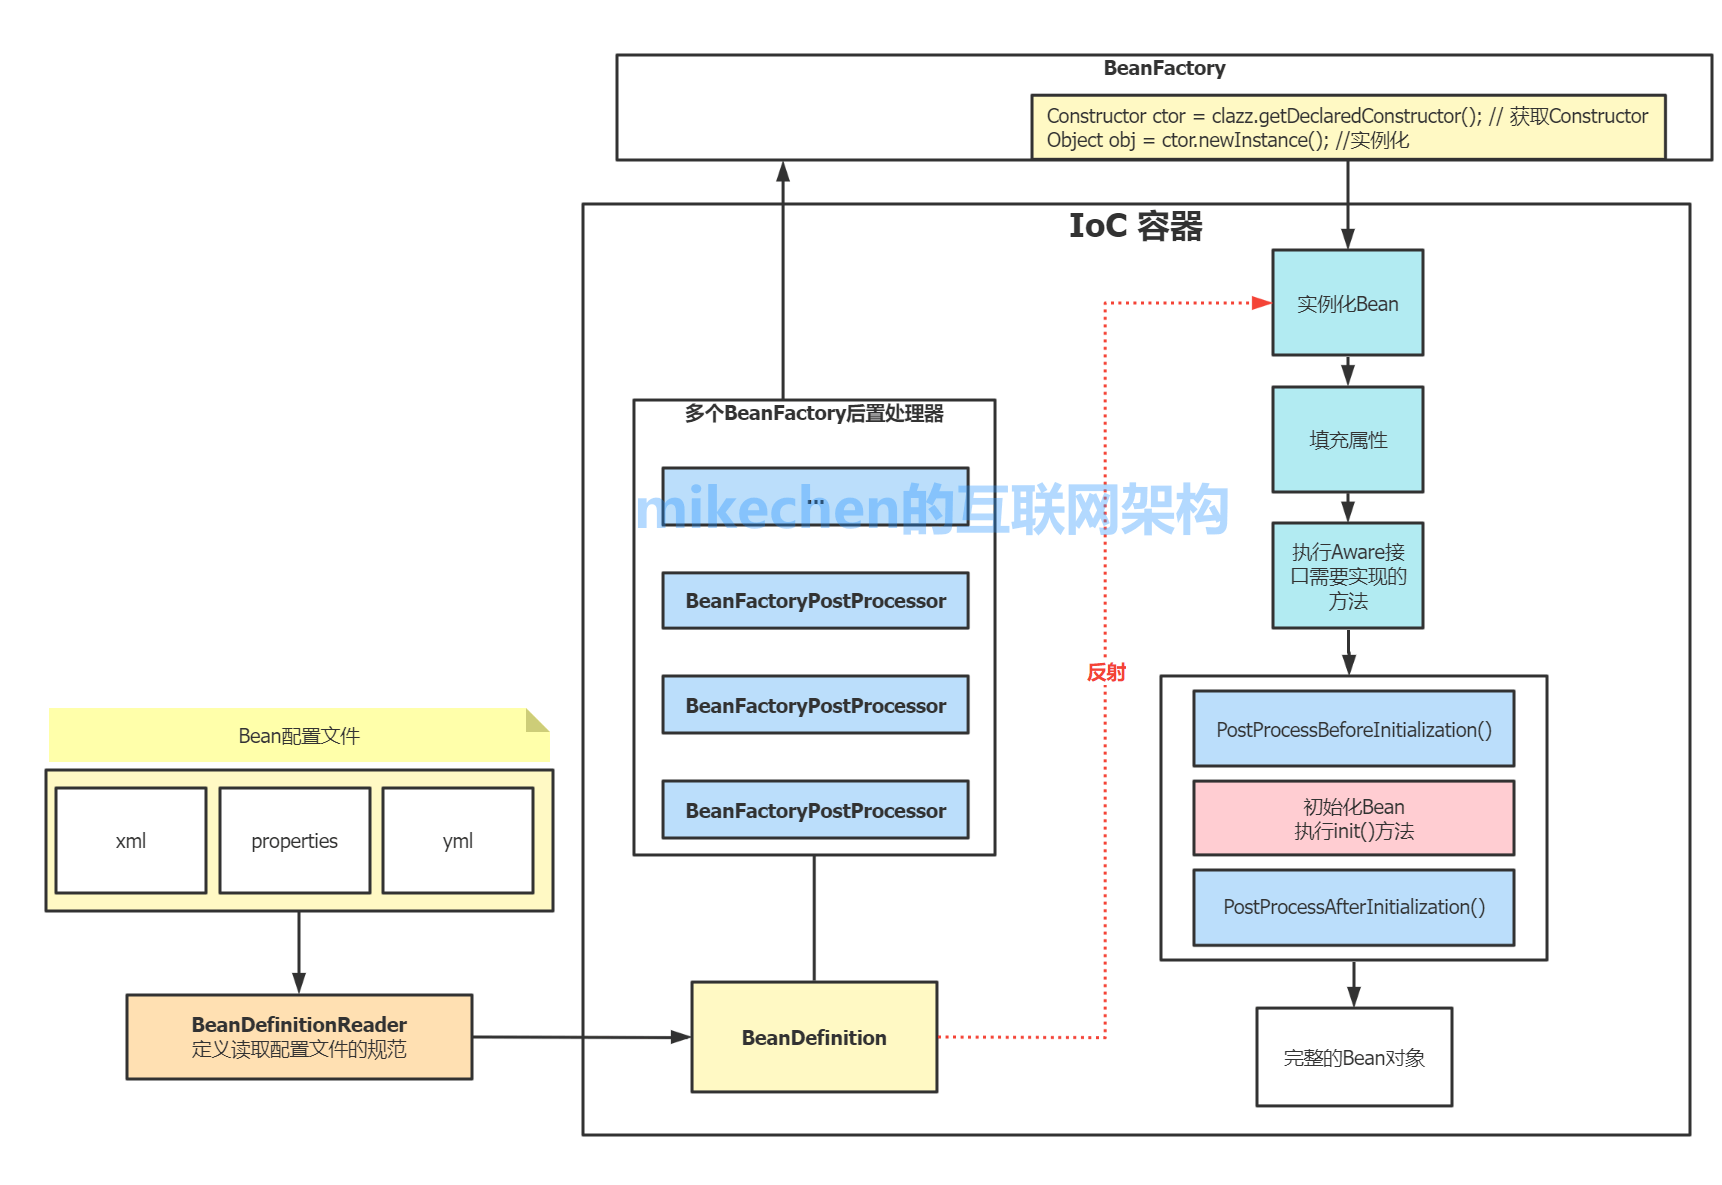 BeanFactory
Constructor ctor = clazz.getDeclaredConstructor(); // 获取Constructor
Object obj = ctor.newInstance(); //实例化
IoC 容器
实例化Bean
填充属性
执行Aware接
口需要实现的
方法
多个BeanFactory后置处理器
...
mikechen的互联网架构
BeanFactoryPostProcessor
BeanFactoryPostProcessor
BeanFactoryPostProcessor
反射
PostProcessBeforeInitialization()
初始化Bean
执行init()方法
PostProcessAfterInitialization()
Bean配置文件
xml
properties
yml
BeanDefinitionReader
定义读取配置文件的规范
BeanDefinition
完整的Bean对象